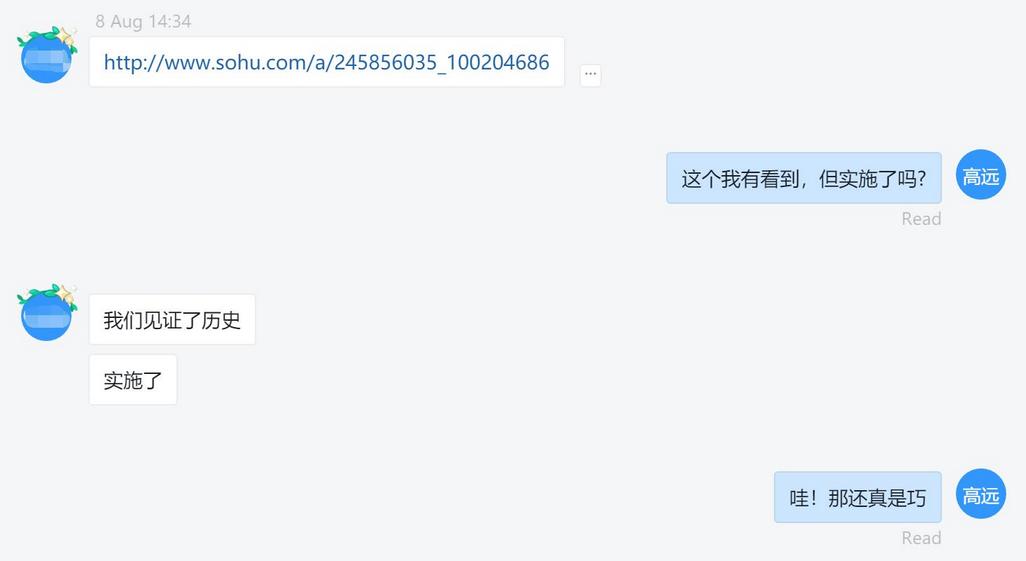 8 Aug 14:34
http://www.sohu.com/a/245856035_100204686
...
这个我有看到，但实施了吗?
高远
Read
我们见证了历史
实施了
哇！那还真是巧
高远
Read